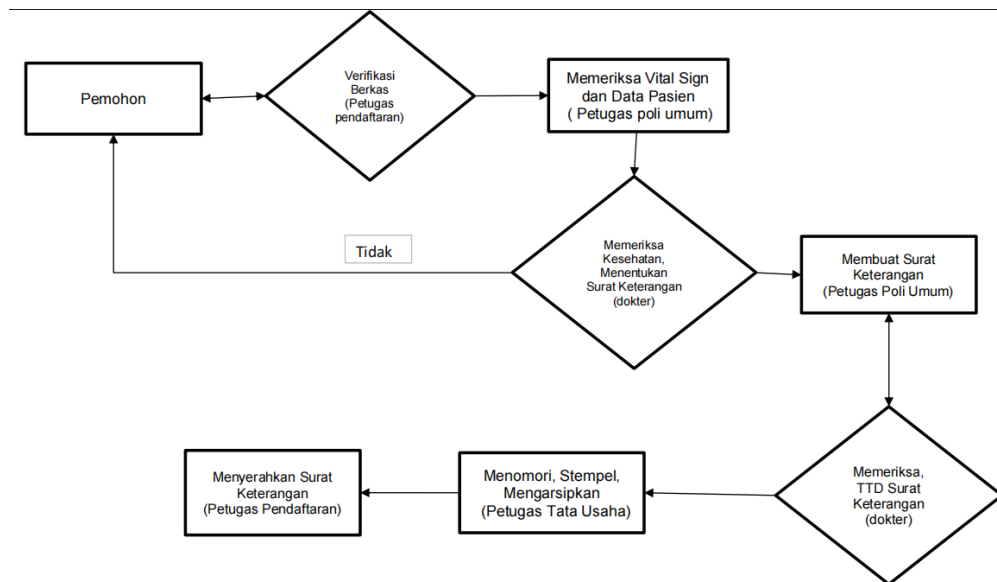 Pemohon
Verifikasi
Berkas
(Petugas
pendaftaran)
Memeriksa Vital Sign
dan Data Pasien
( Petugas poli umum)
Tidak
Memeriksa
Kesehatan,
Menentukan
Surat Keterangan
(dokter)
Membuat Surat
Keterangan
(Petugas Poli Umum)
Memeriksa,
TTD Surat
Keterangan
(dokter)
Menomori, Stempel,
Mengarsipkan
(Petugas Tata Usaha)
Menyerahkan Surat
Keterangan
(Petugas Pendaftaran)